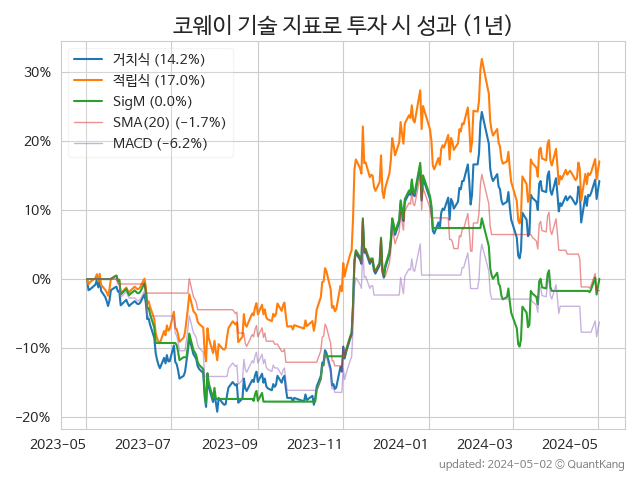 코웨이 기술 지표로 투자 시 성과 (1년)
거치식 (14.2%)
적립식 (17.0%)
SigM (0.0%)
SMA(20) (−1.7%)
MACD (−6.2%)
30%
20%
10%
0%
−10%
−20%
2023-05 2023-07 2023-09 2023-11 2024-01 2024-03 2024-05
updated: 2024-05-02 © QuantKang